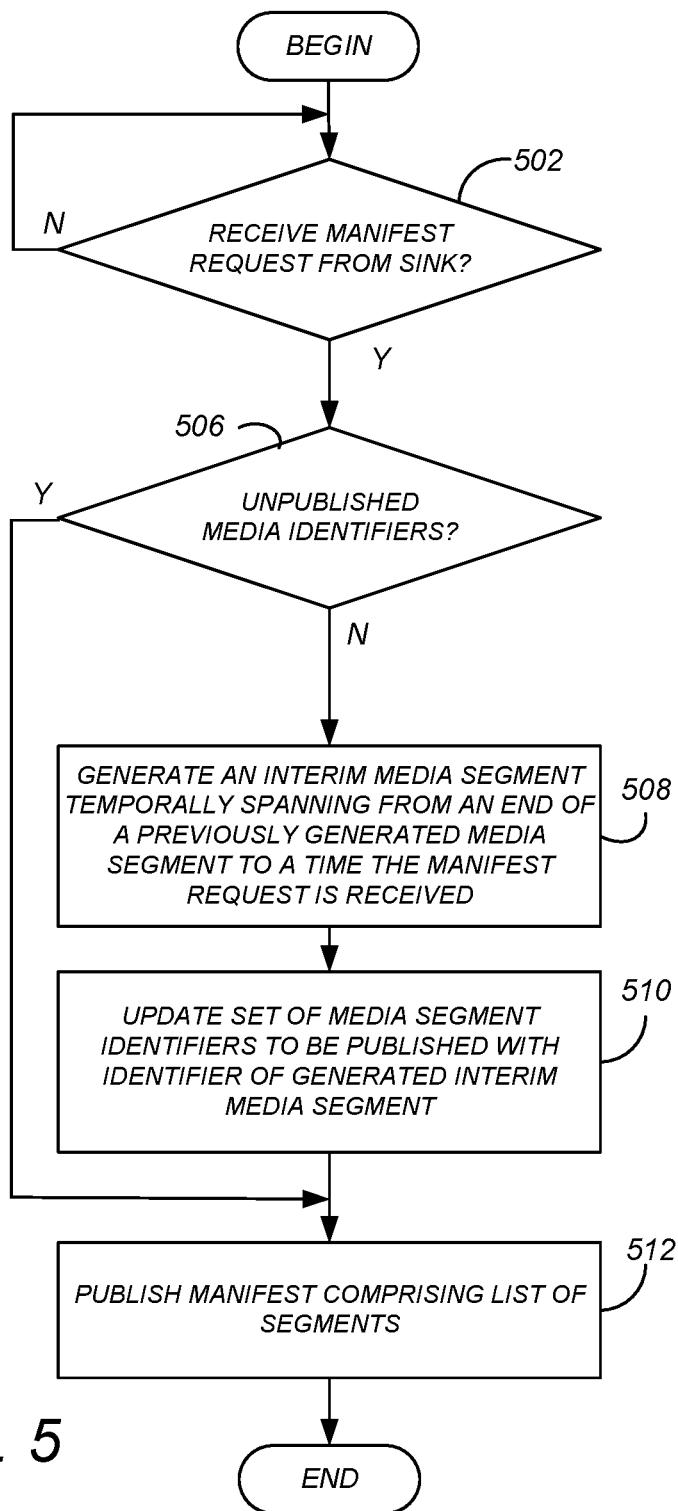 BEGIN
502
N
RECEIVE MANIFEST
REQUEST FROM SINK?
Y
506
Y
UNPUBLISHED
MEDIA IDENTIFIERS?
N
GENERATE AN INTERIM MEDIA SEGMENT
TEMPORALLY SPANNING FROM AN END OF
A PREVIOUSLY GENERATED MEDIA
SEGMENT TO A TIME THE MANIFEST
REQUEST IS RECEIVED
508
UPDATE SET OF MEDIA SEGMENT
IDENTIFIERS TO BE PUBLISHED WITH
IDENTIFIER OF GENERATED INTERIM
MEDIA SEGMENT
510
PUBLISH MANIFEST COMPRISING LIST OF
SEGMENTS
512
. 5
END